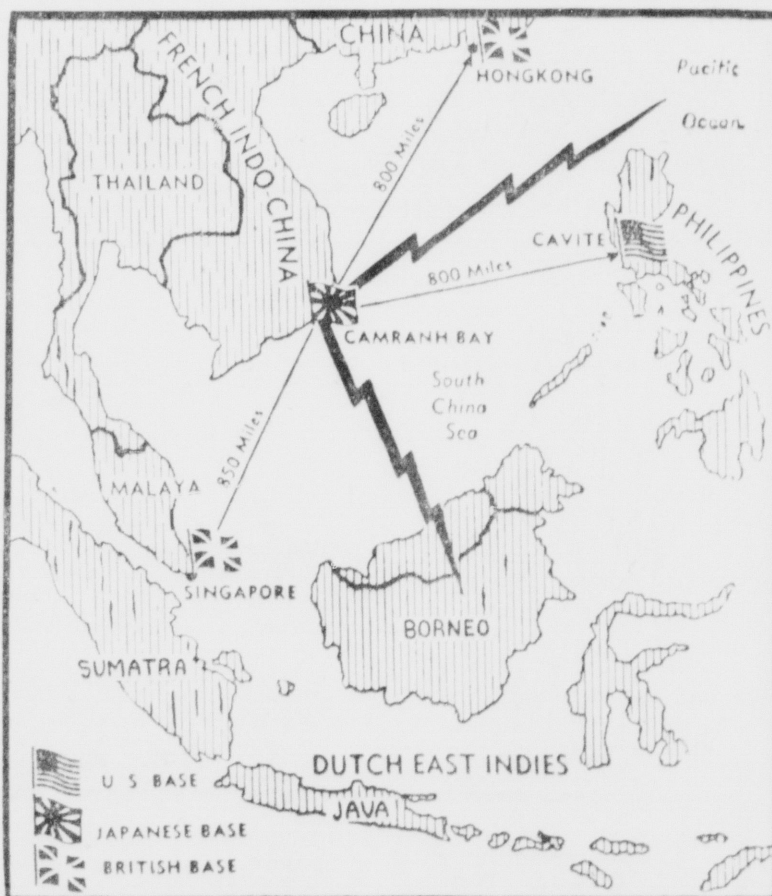 CHINA
HONGKONG
Pacific
Ocean
FRENCH INDO-CHINA
800 Miles
THAILAND
PHILIPPINES
CAVITE
800 Miles
CAMRANH BAY
South
China
Sea
850 Miles
MALAYA
SINGAPORE
BORNEO
SUMATRA
DUTCH EAST INDIES
JAVA
U S BASE
JAPANESE BASE
BRITISH BASE